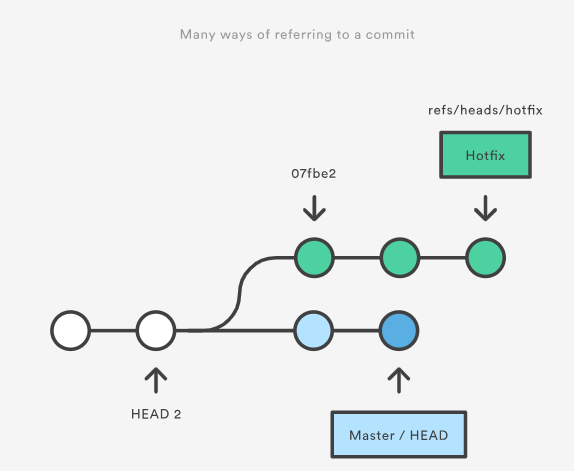 Many ways of referring to a commit
refs/heads/hotfix
Hotfix
07fbe2
HEAD 2
Master / HEAD